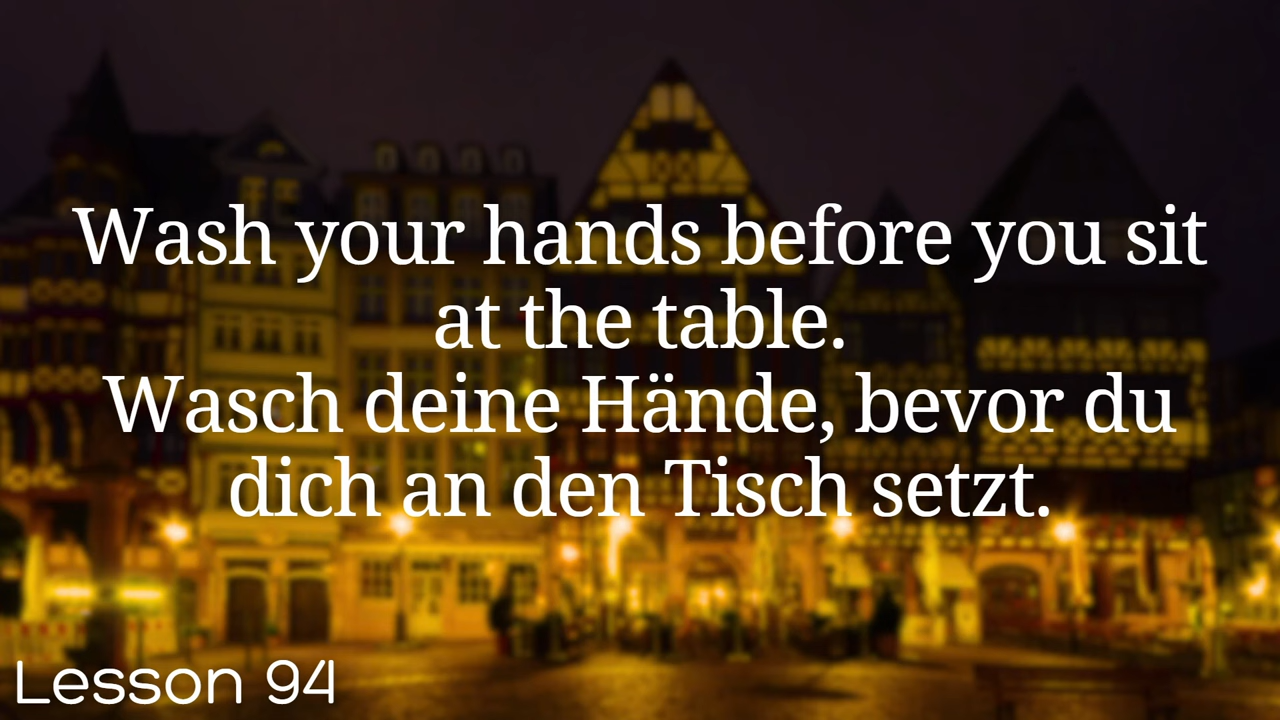 Wash your hands before you sit
at the table.
Wasch deine Hände, bevor du
dich an den Tisch setzt.
Lesson 94